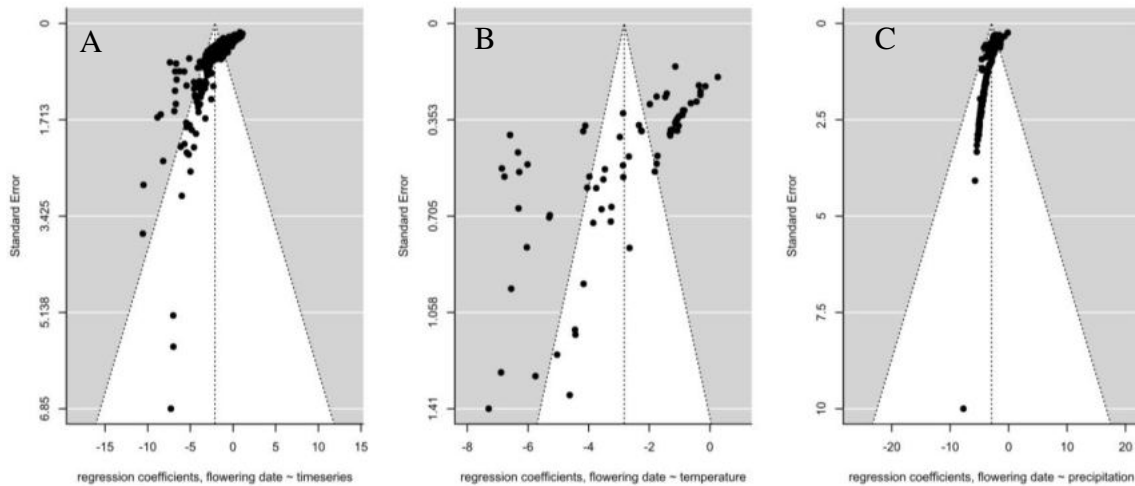 A
Standard Error
0
1.713
3.425
5.138
6.85
-15 -10 -5 0 5 10 15
regression coefficients, flowering date ~ timeseries
B
Standard Error
0
0.353
0.705
1.058
1.41
-8 -6 -4 -2 0
regression coefficients, flowering date ~ temperature
C
Standard Error
0
2.5
5
7.5
10
-20 -10 0 10 20
regression coefficients, flowering date ~ precipitation